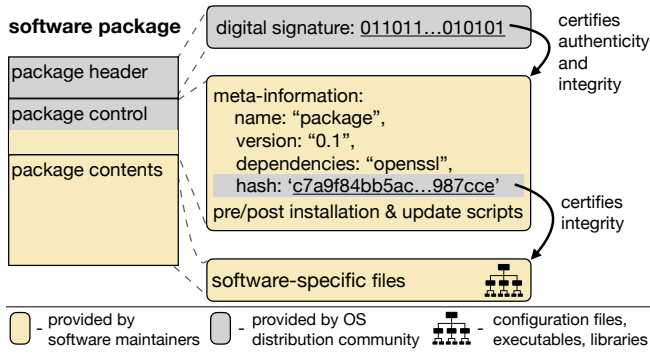 software package
package header
package control
package contents
digital signature: 011011...010101
meta-information:
name: “package”,
version: “0.1”,
dependencies: “openssl”,
hash: ‘c7a9f84bb5ac...987cce’
pre/post installation & update scripts
software-specific files
certifies
authenticity
and
integrity
certifies
integrity
- provided by
software maintainers
- provided by OS
distribution community
- configuration files,
executables, libraries